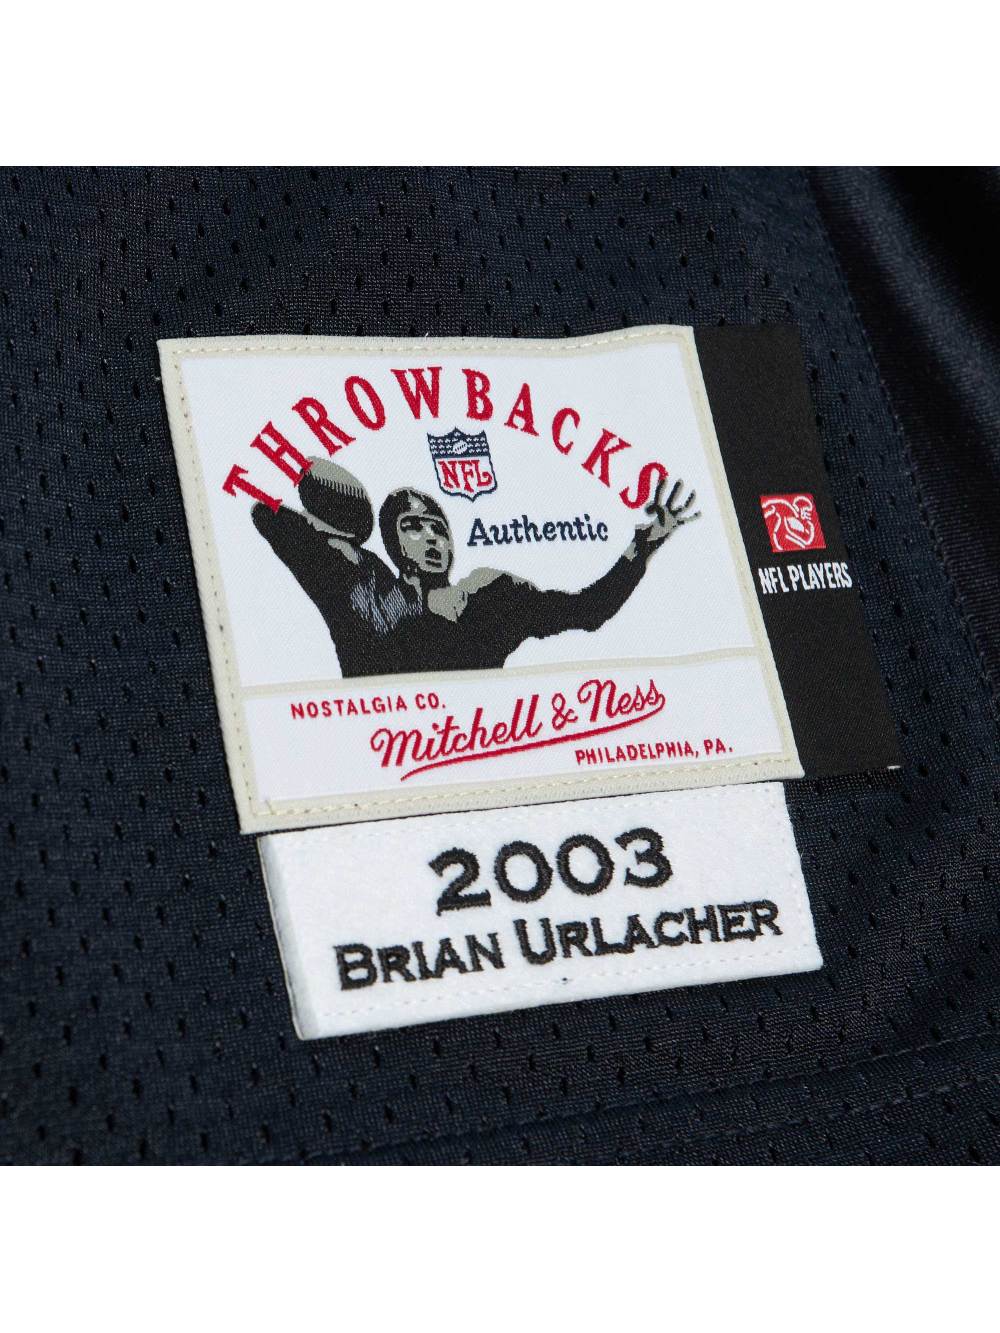 THROWBACKS
NFL
Authentic
NFL PLAYERS
NOSTALGIA CO.
Mitchell & Ness
PHILADELPHIA, PA.
2003
BRIAN URLACHER